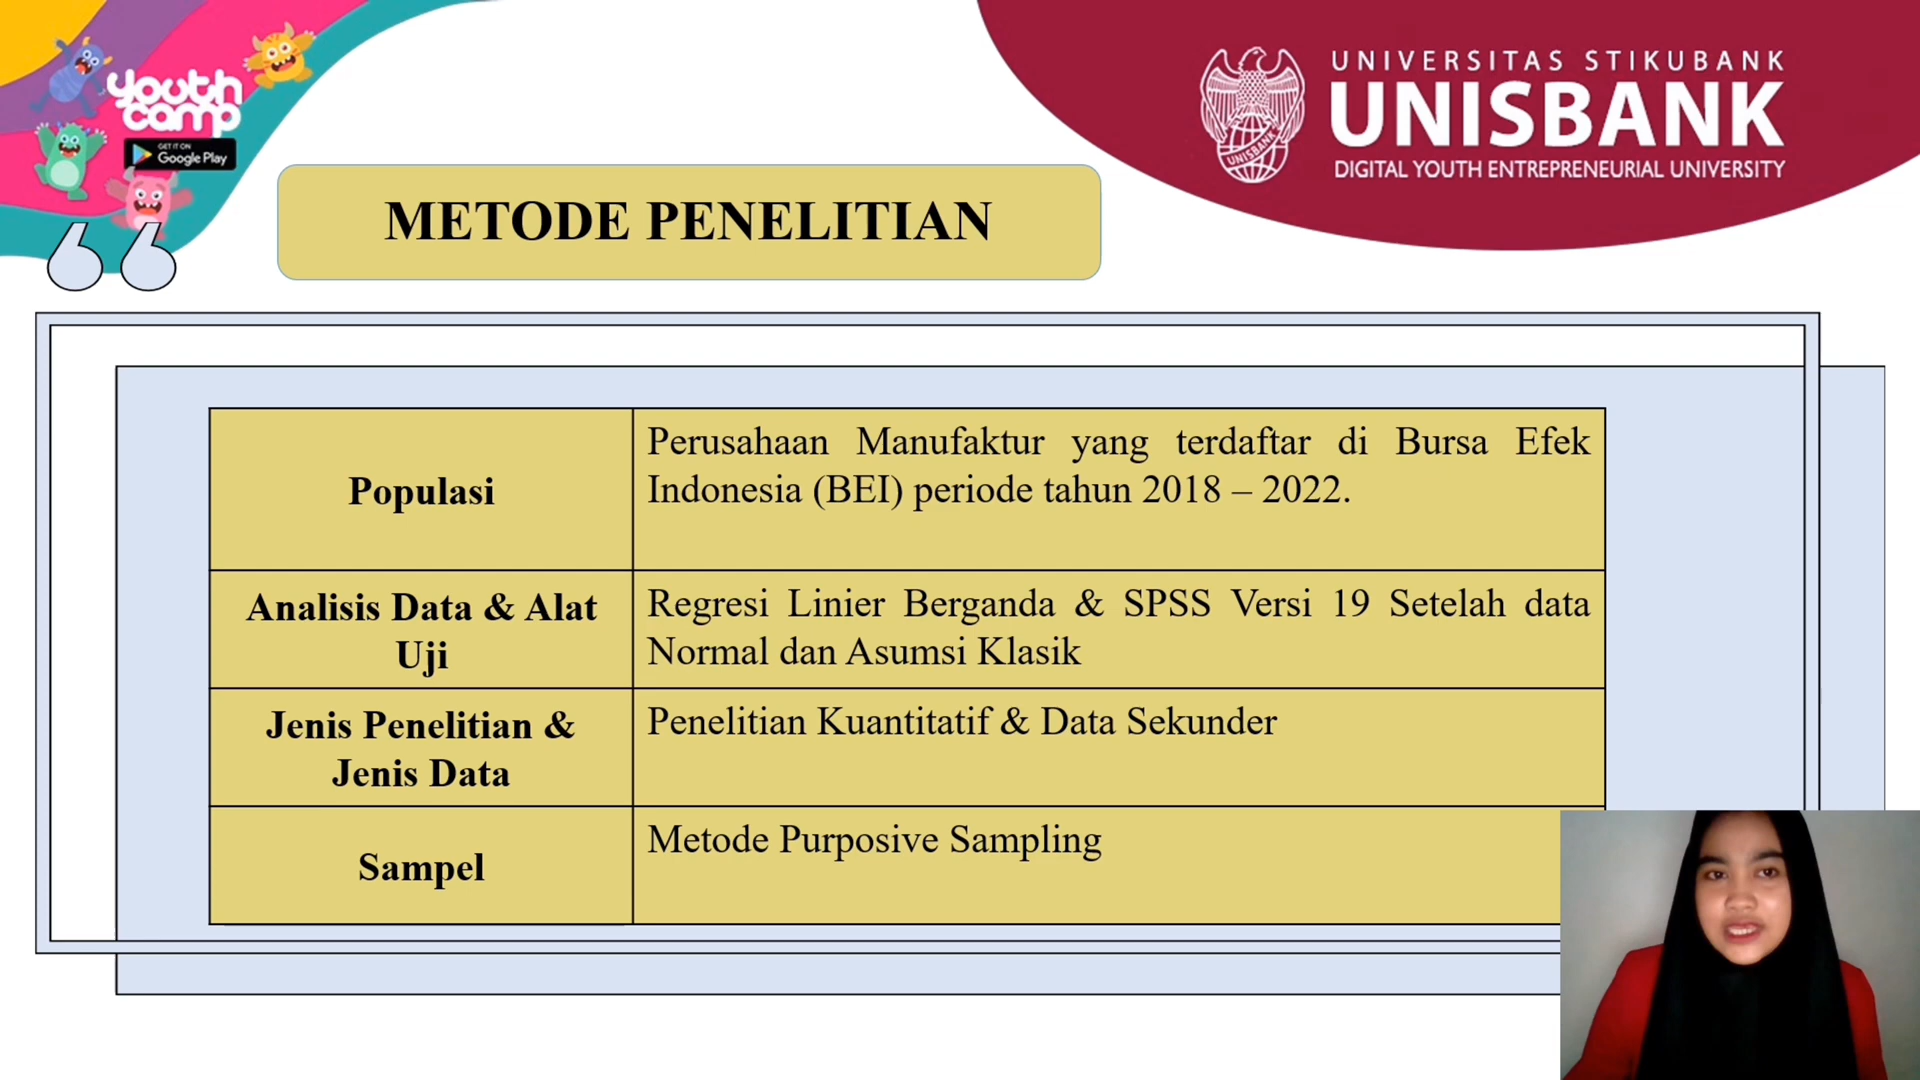 youth
camp
GET IT ON
Google Play
UNIVERSITAS STIKUBANK
UNISBANK
DIGITAL YOUTH ENTREPRENEURIAL UNIVERSITY
UNISBANK
METODE PENELITIAN
Populasi
Perusahaan Manufaktur yang terdaftar di Bursa Efek
Indonesia (BEI) periode tahun 2018 – 2022.
Analisis Data & Alat
Uji
Regresi Linier Berganda & SPSS Versi 19 Setelah data
Normal dan Asumsi Klasik
Jenis Penelitian &
Jenis Data
Penelitian Kuantitatif & Data Sekunder
Sampel
Metode Purposive Sampling